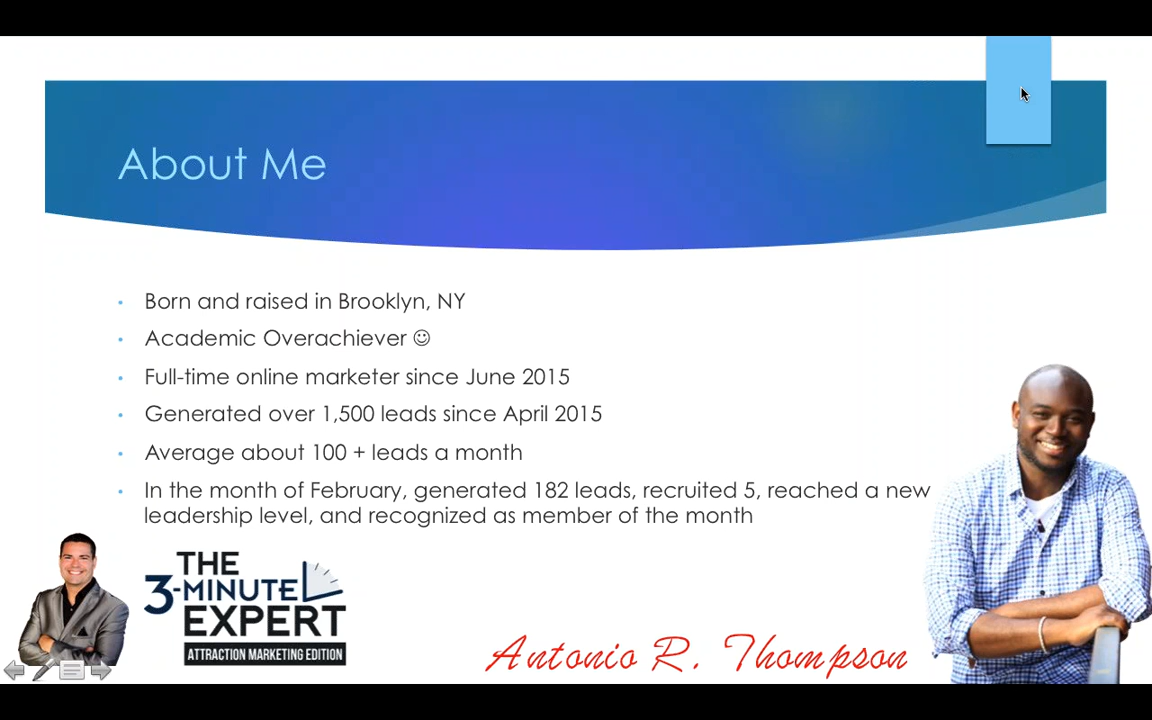 About Me
• Born and raised in Brooklyn, NY
• Academic Overachiever ☺
• Full-time online marketer since June 2015
• Generated over 1,500 leads since April 2015
• Average about 100 + leads a month
• In the month of February, generated 182 leads, recruited 5, reached a new
leadership level, and recognized as member of the month
THE
3-MINUTE
EXPERT
ATTRACTION MARKETING EDITION
Antonio R. Thompson